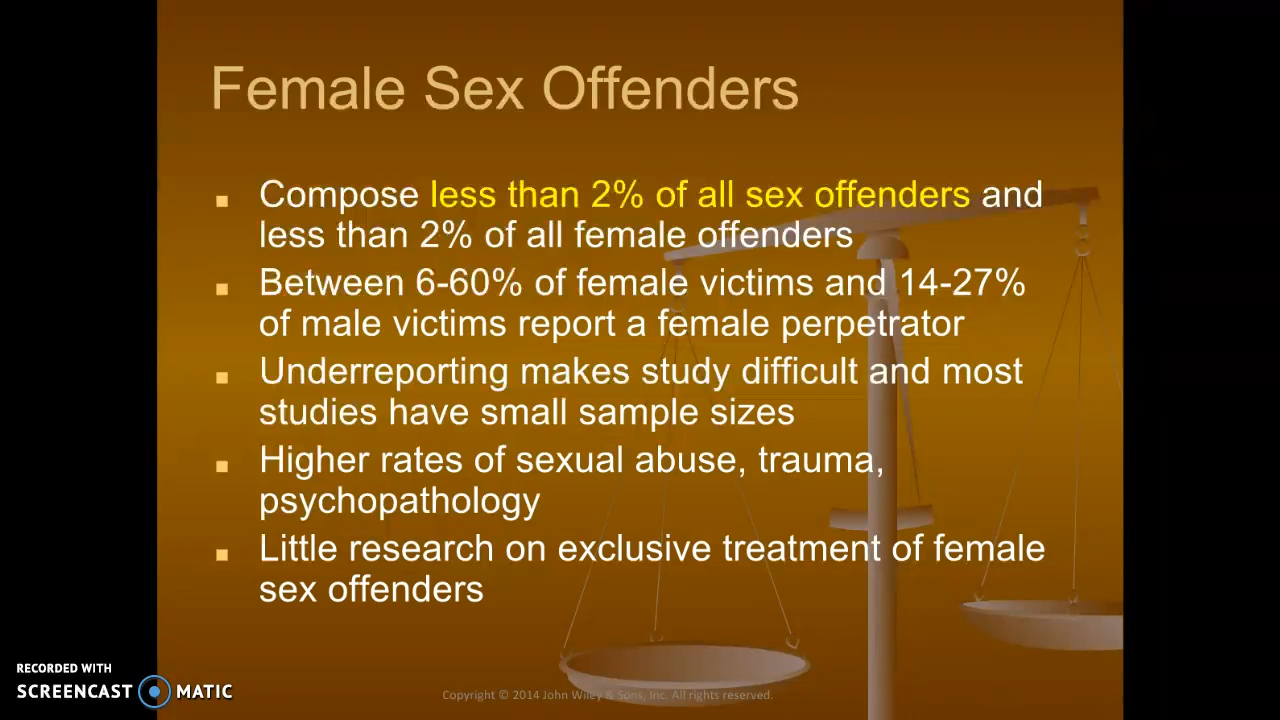 Female Sex Offenders
Compose less than 2% of all sex offenders and
less than 2% of all female offenders
Between 6-60% of female victims and 14-27%
of male victims report a female perpetrator
Underreporting makes study difficult and most
studies have small sample sizes
Higher rates of sexual abuse, trauma,
psychopathology
Little research on exclusive treatment of female
sex offenders
RECORDED WITH
SCREENCAST MATIC
Copyright © 2014 John Wiley & Sons, Inc. All rights reserved.